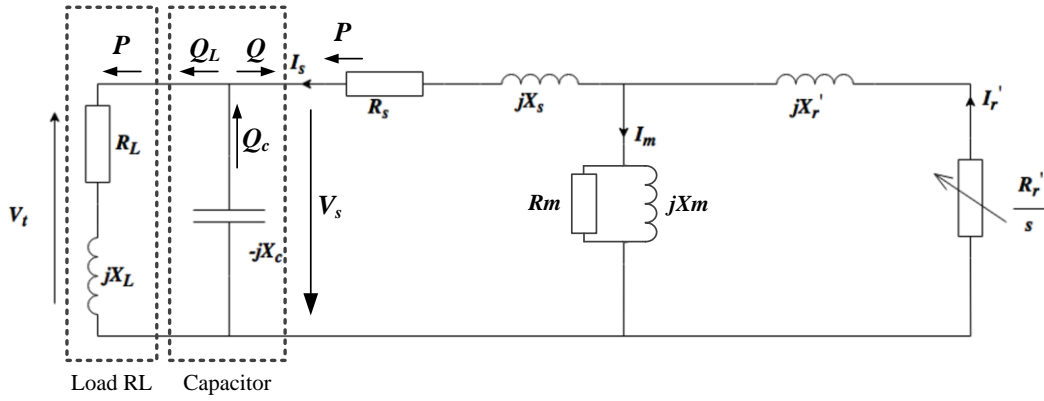 P
Q_L
Q
I_s
P
R_s
jX_s
jX_r'
I_r'
I_m
R_L
Q_c
V_t
V_s
Rm
jXm
R_r'
s
-jX_c
jX_L
Load RL
Capacitor